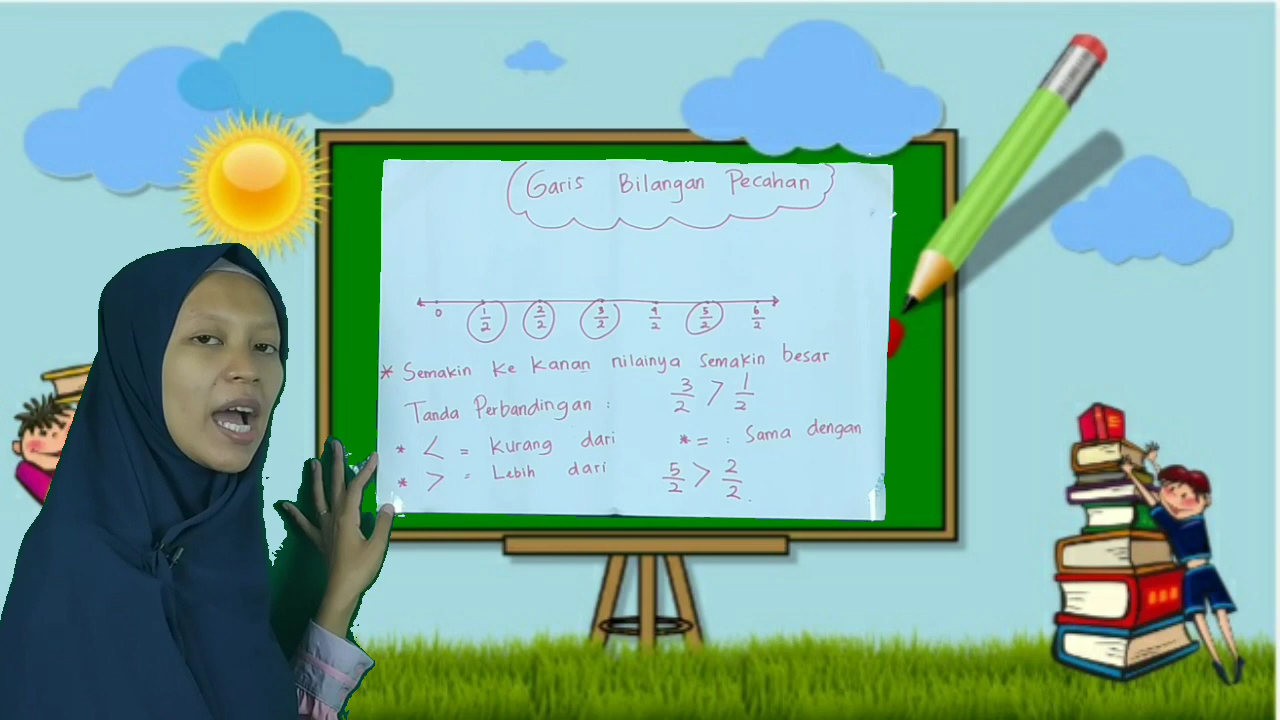 Garis Bilangan Pecahan
0 1/2 2/2 3/2 4/2 5/2 6/2
* Semakin ke kanan nilainya semakin besar
3/2 > 1/2
Tanda Perbandingan :
* < = Kurang dari
* = : Sama dengan
* > = Lebih dari
5/2 > 2/2.